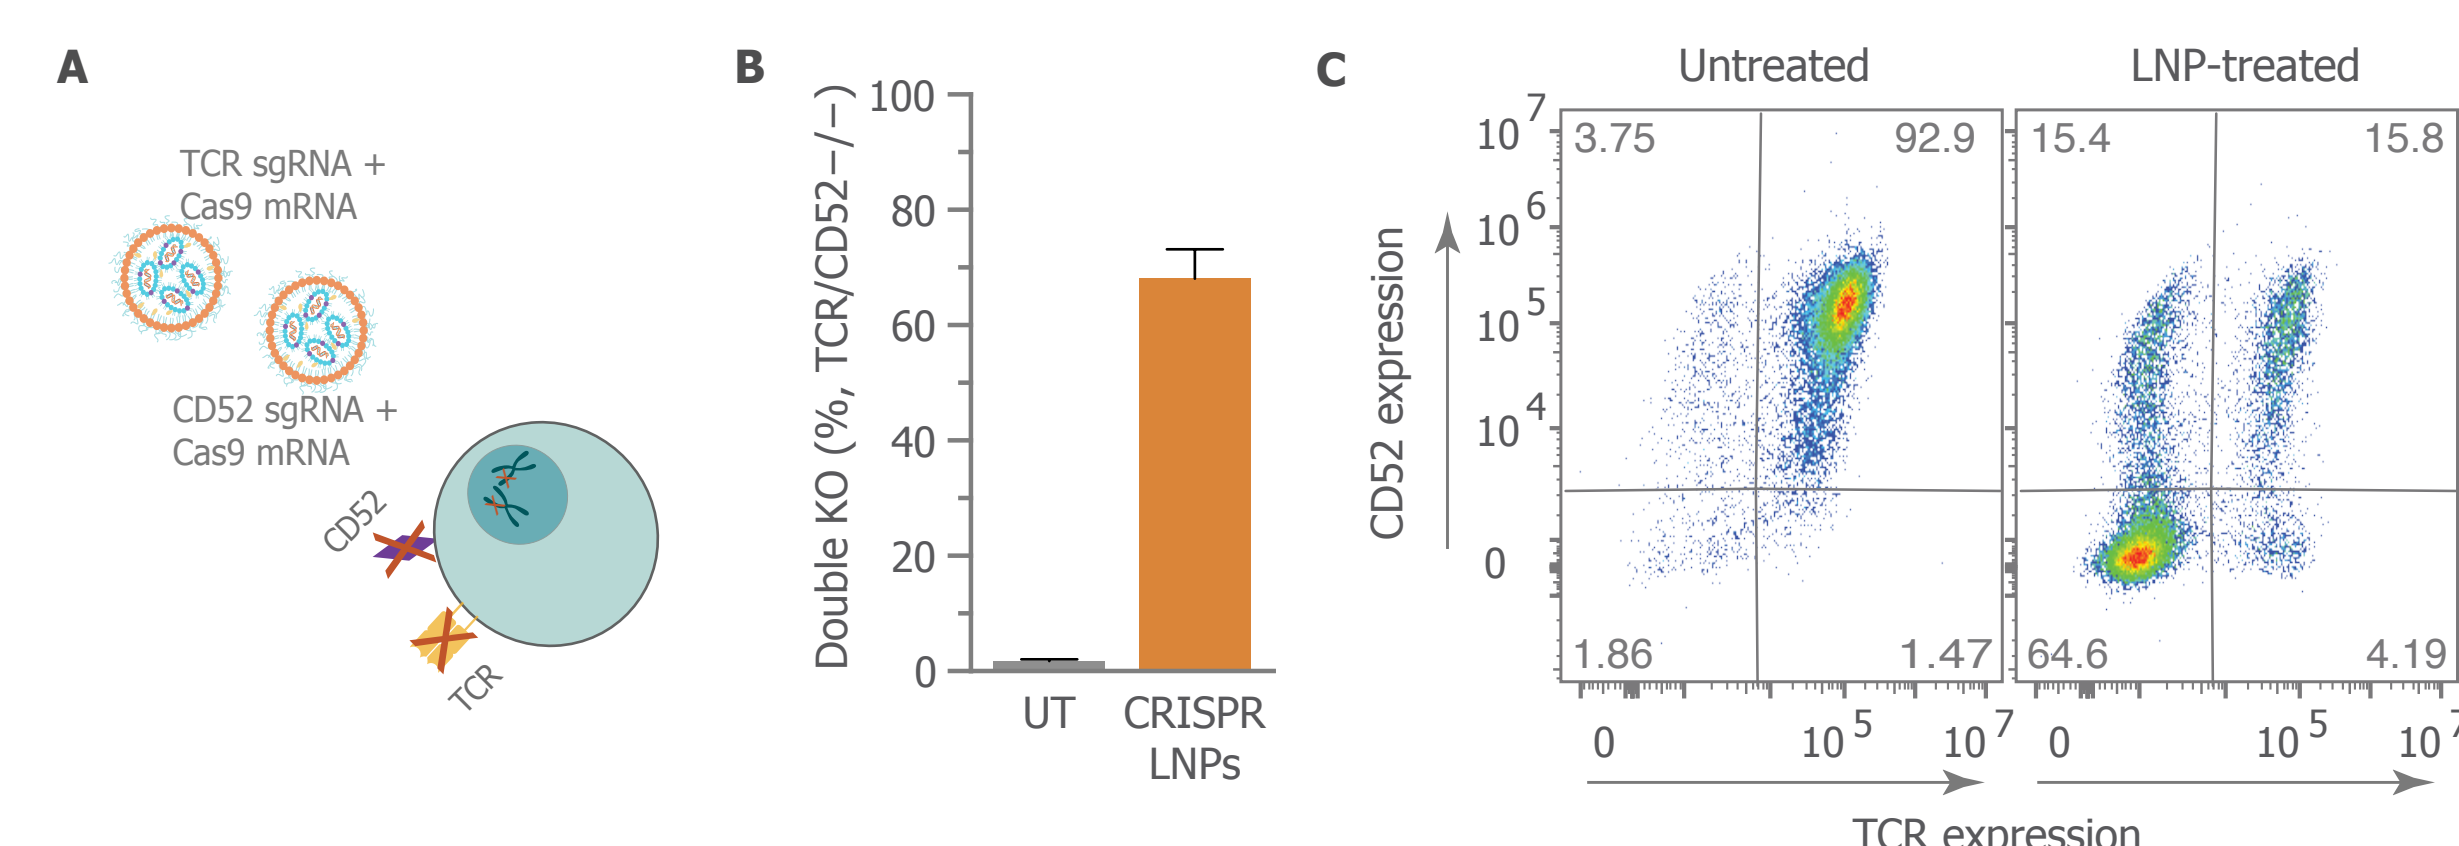 A
TCR sgRNA +
Cas9 mRNA
CD52 sgRNA +
Cas9 mRNA
CD52
TCR
B
Double KO (%, TCR/CD52−/−)
100
80
60
40
20
0
UT
CRISPR
LNPs
C
Untreated
LNP-treated
CD52 expression
10 7
10 6
10 5
10 4
0
3.75
92.9
1.86
1.47
15.4
15.8
64.6
4.19
0
10 5
10 7
0
10 5
10 7
TCR expression